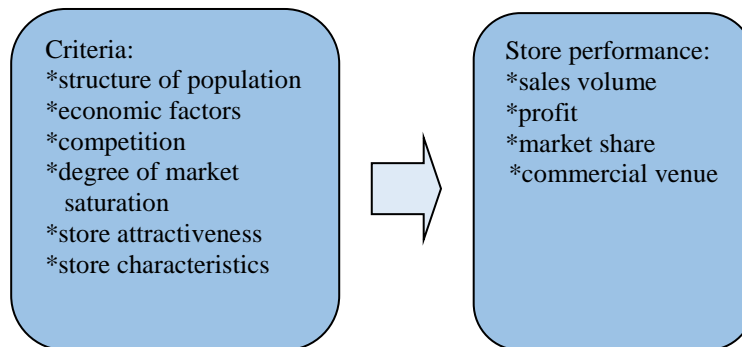 Criteria:
*structure of population
*economic factors
*competition
*degree of market
saturation
*store attractiveness
*store characteristics
Store performance:
*sales volume
*profit
*market share
*commercial venue